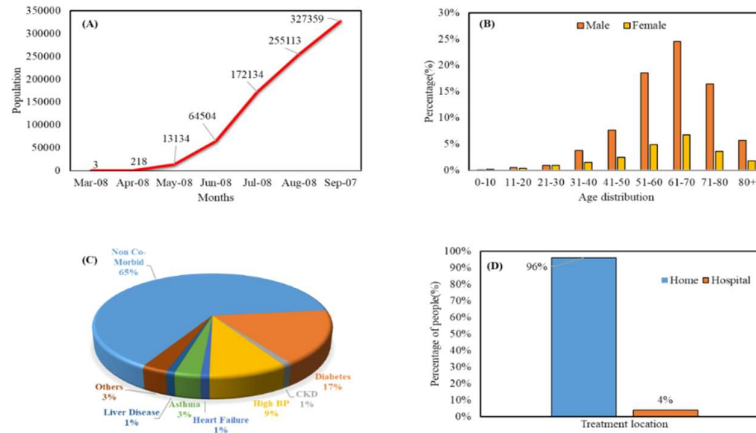 (A)
350000
300000
250000
200000
150000
100000
50000
0
Population
3
218
13134
64504
172134
255113
327359
Mar-08 Apr-08 May-08 Jun-08 Jul-08 Aug-08 Sep-07
Months
(B)
Male Female
30%
25%
20%
15%
10%
5%
0%
Percentage(%)
0-10 11-20 21-30 31-40 41-50 51-60 61-70 71-80 80+
Age distribution
(C)
Non Co-
Morbid
65%
Diabetes
17%
CKD
1%
High BP
9%
Heart Failure
1%
Asthma
3%
Liver Disease
1%
Others
3%
(D)
Home Hospital
100%
90%
80%
70%
60%
50%
40%
30%
20%
10%
0%
Percentage of people(%)
96%
4%
Treatment location